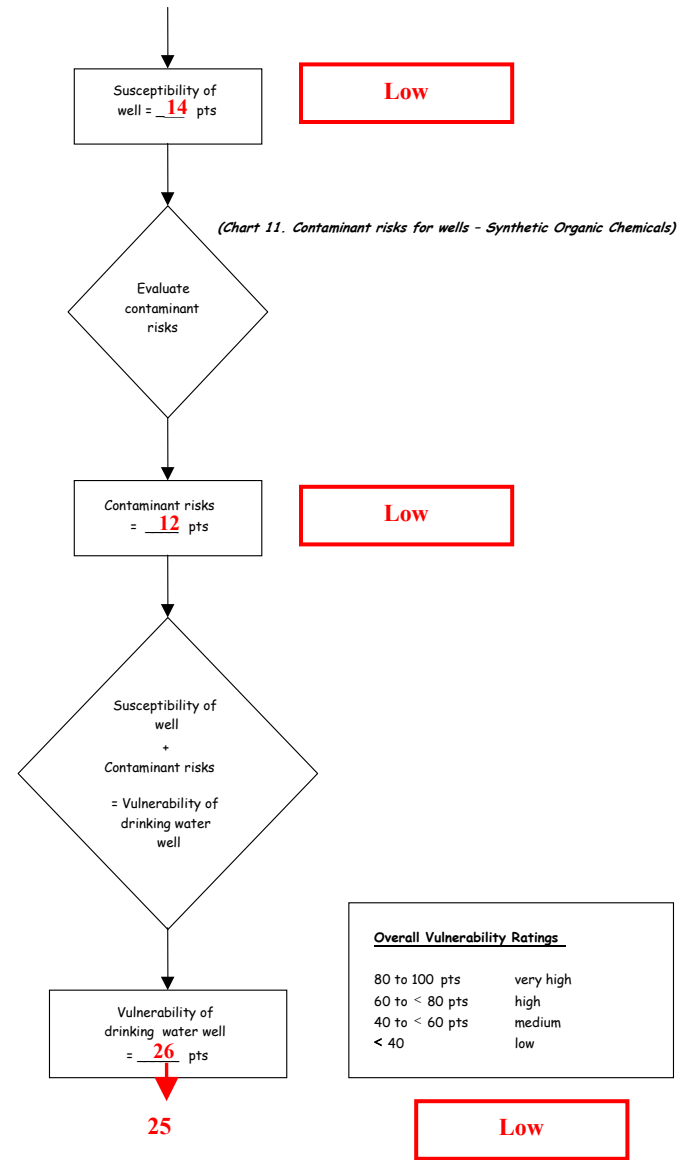 Susceptibility of
well = _14_ pts
Low
(Chart 11. Contaminant risks for wells – Synthetic Organic Chemicals)
Evaluate
contaminant
risks
Contaminant risks
= _12_ pts
Low
Susceptibility of
well
+
Contaminant risks
= Vulnerability of
drinking water
well
Overall Vulnerability Ratings
80 to 100 pts very high
60 to < 80 pts high
40 to < 60 pts medium
< 40 low
Vulnerability of
drinking water well
= _26_ pts
25
Low